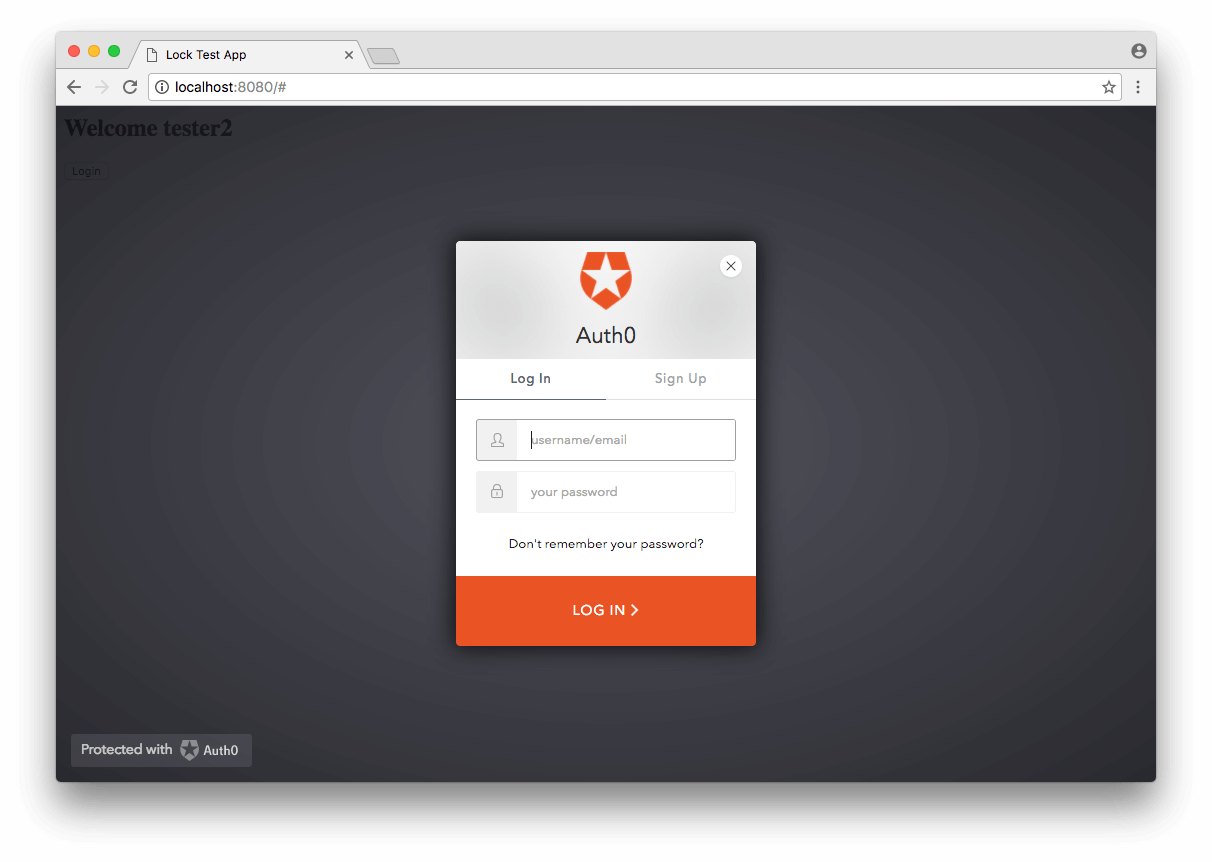 Lock Test App
localhost:8080/#
Welcome tester2
Login
Auth0
Log In
Sign Up
username/email
your password
Don't remember your password?
LOG IN
Protected with Auth0